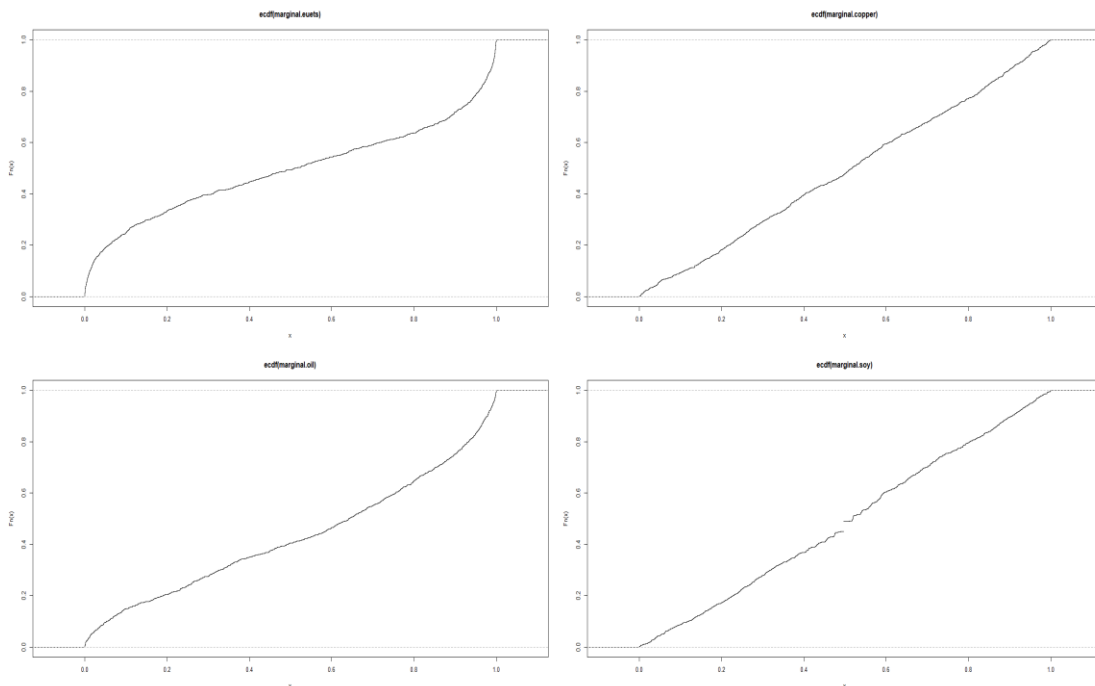 ecdf(marginal.euets)
Fn(x)
0.0 0.2 0.4 0.6 0.8 1.0
0.0 0.2 0.4 0.6 0.8 1.0
x
ecdf(marginal.copper)
Fn(x)
0.0 0.2 0.4 0.6 0.8 1.0
0.0 0.2 0.4 0.6 0.8 1.0
x
ecdf(marginal.oil)
Fn(x)
0.0 0.2 0.4 0.6 0.8 1.0
0.0 0.2 0.4 0.6 0.8 1.0
x
ecdf(marginal.soy)
Fn(x)
0.0 0.2 0.4 0.6 0.8 1.0
0.0 0.2 0.4 0.6 0.8 1.0
x